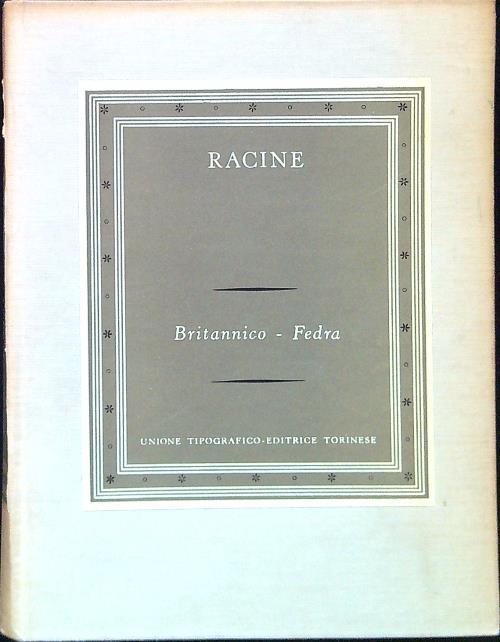 RACINE
Britannico - Fedra
UNIONE TIPOGRAFICO-EDITRICE TORINESE